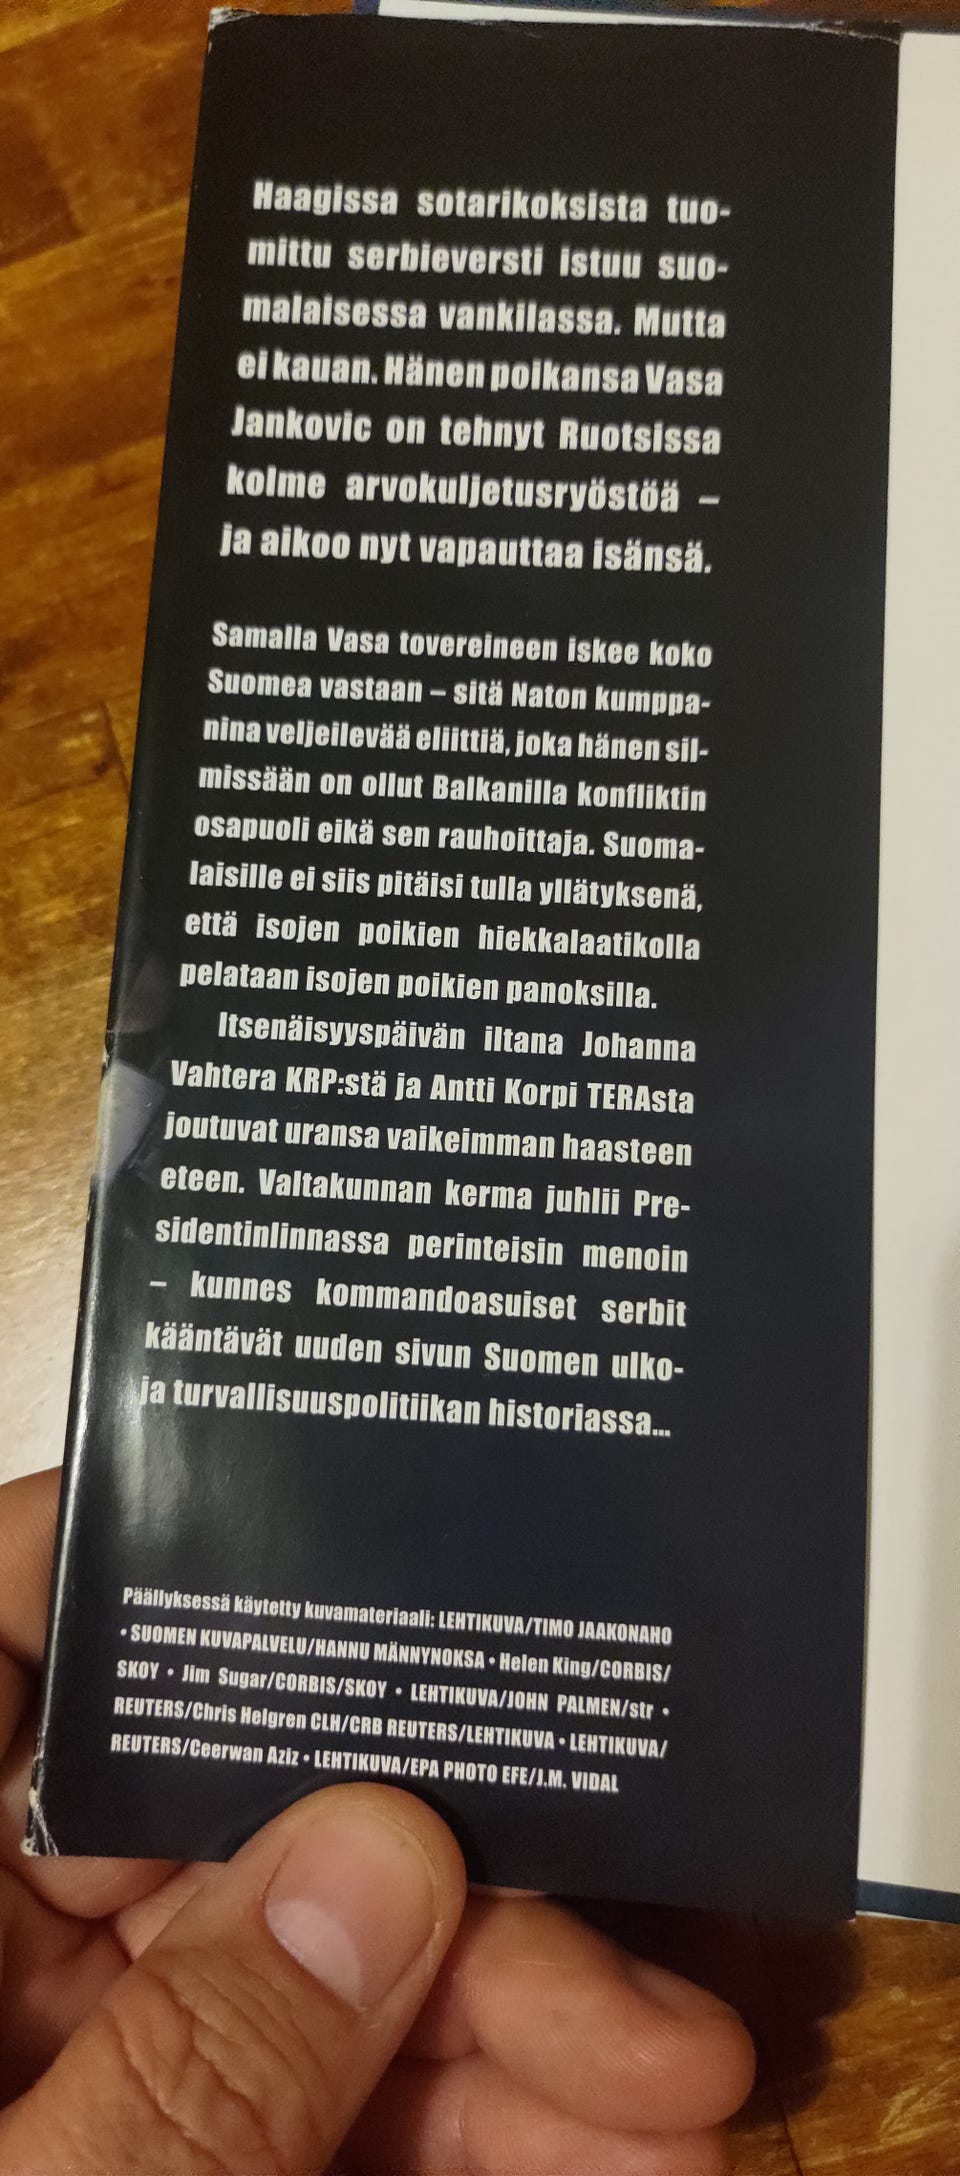 Haagissa sotarikoksista tuo-
mittu serbieversti istuu suo-
malaisessa vankilassa. Mutta
ei kauan. Hänen poikansa Vasa
Jankovic on tehnyt Ruotsissa
kolme arvokuljetusryöstöä –
ja aikoo nyt vapauttaa isänsä.
Samalla Vasa tovereineen iskee koko
Suomea vastaan – sitä Naton kumppa-
nina veljeilevää eliittiä, joka hänen sil-
missään on ollut Balkanilla konfliktin
osapuoli eikä sen rauhoittaja. Suoma-
laisille ei siis pitäisi tulla yllätyksenä,
että isojen poikien hiekkalaatikolla
pelataan isojen poikien panoksilla.
Itsenäisyyspäivän iltana Johanna
Vahtera KRP:stä ja Antti Korpi TERAsta
joutuvat uransa vaikeimman haasteen
eteen. Valtakunnan kerma juhlii Pre-
sidentinlinnassa perinteisin menoin
– kunnes kommandoasuiset serbit
kääntävät uuden sivun Suomen ulko-
ja turvallisuuspolitiikan historiassa...
Päällyksessä käytetty kuvamateriaali: LEHTIKUVA/TIMO JAAKONAHO
• SUOMEN KUVAPALVELU/HANNU MÄNNYNOKSA • Helen King/CORBIS/
SKOY • Jim Sugar/CORBIS/SKOY • LEHTIKUVA/JOHN PALMEN/str •
REUTERS/Chris Helgren CLH/CRB REUTERS/LEHTIKUVA • LEHTIKUVA/
REUTERS/Ceerwan Aziz • LEHTIKUVA/EPA PHOTO EFE/J.M. VIDAL